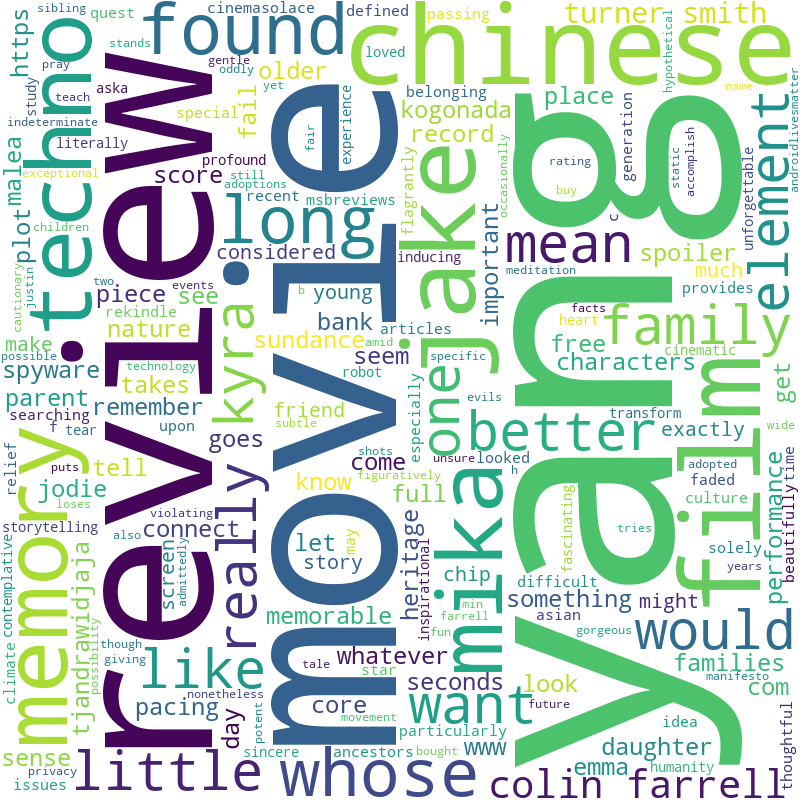 sibling
quest
https
stands
pray
aska
gentle
oddly
yet
study
teach
indeterminate
literally
exceptional
children
techno
malea
plot
cautionary
justin
make
possible
spyware
parent
searching
f
tear
relief
tell
jodie
loses
puts
storytelling
contemplative
memory
climate
tjandrawidjaja
possibility
sense
privacy
issues
little
review
found
cinemasolace
older
special
fail
profound
score
still
adoptions
recent
piece
two
events
rekindle
nature
technology
takes
remember
upon
goes
violating
connect
also
admittedly
screen
though
giving
like
nonetheless
pacing
potent
day
sincere
really
kyra
long
considered
see
young
bank
sundance
amid
robot
friend
subtle
know
figuratively
let
story
may
memorable
tale
core
movement
star
whatever
ancestors
bought
whose
movie
defined
passing
loved
fair
experience
belonging
msbreviews
chinese
turner smith
kogonada
record
flagrantly
inducing
jake
articles
b
seem
shots
specific
one
especially
come
full
heritage
inspirational
min
farrell
fun
seconds
want
particularly
www
colin farrell
important
place
occasionally
rating
buy
generation
c
mean
meditation
facts
heart
free
characters
evils
better
unsure
looked
h
mika
chip
fascinating
difficult
something
asian
look
future
gorgeous
idea
daughter
emma
humanity
yang
hypothetical
static
accomplish
name
androidlivesmatter
element
unforgettable
spoiler
much
provides
family
cinematic
get
transform
exactly
wide
adopted
faded
culture
tries
solely
years
might
would
families
manifesto
com
film
performance
beautifully
time
thoughtful